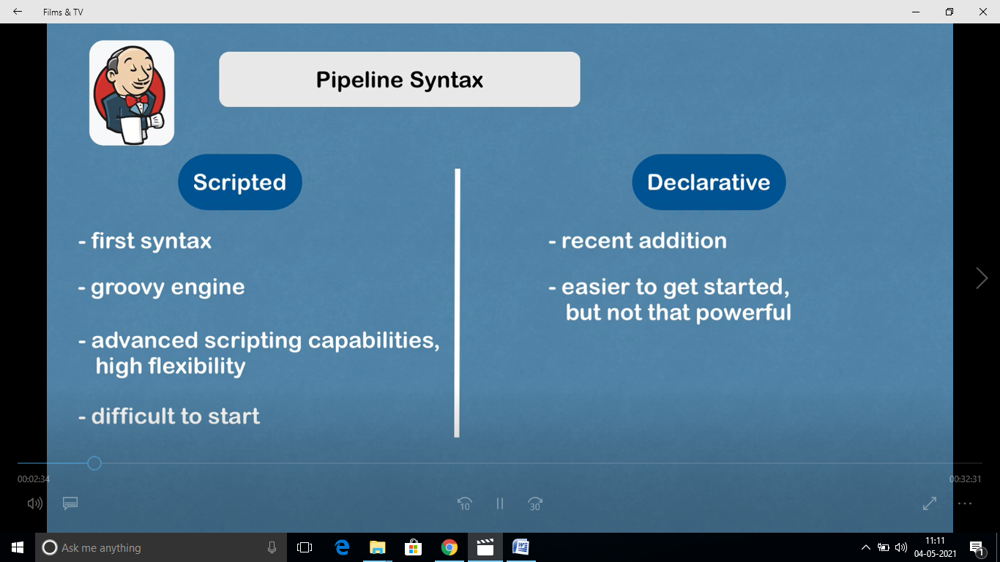 Films & TV
Pipeline Syntax
Scripted
- first syntax
- groovy engine
- advanced scripting capabilities,
high flexibility
- difficult to start
Declarative
- recent addition
- easier to get started,
but not that powerful
00:02:34
00:32:31
10
30
Ask me anything
11:11
04-05-2021
1